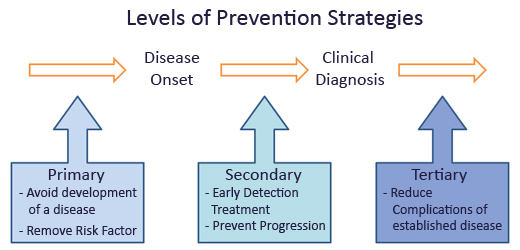 Levels of Prevention Strategies
Disease
Onset
Clinical
Diagnosis
Primary
- Avoid development
of a disease
- Remove Risk Factor
Secondary
- Early Detection
Treatment
- Prevent Progression
Tertiary
- Reduce
Complications of
established disease